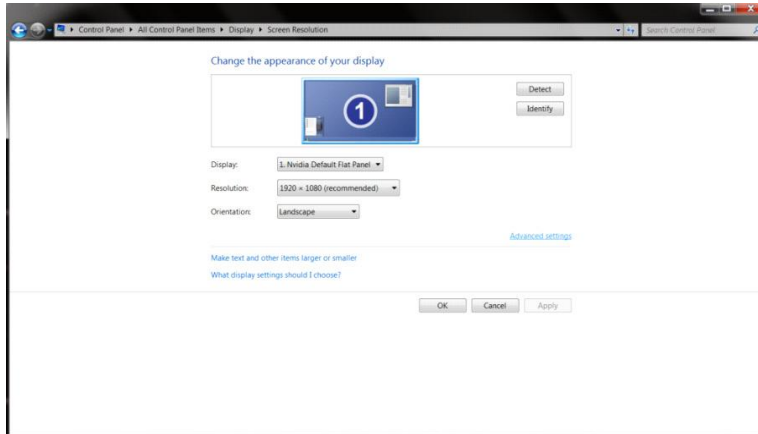 Control Panel ▸ All Control Panel Items ▸ Display ▸ Screen Resolution
Search Control Panel
Change the appearance of your display
1
Detect
Identify
Display: 1. Nvidia Default Flat Panel
Resolution: 1920 × 1080 (recommended)
Orientation: Landscape
Advanced settings
Make text and other items larger or smaller
What display settings should I choose?
OK Cancel Apply